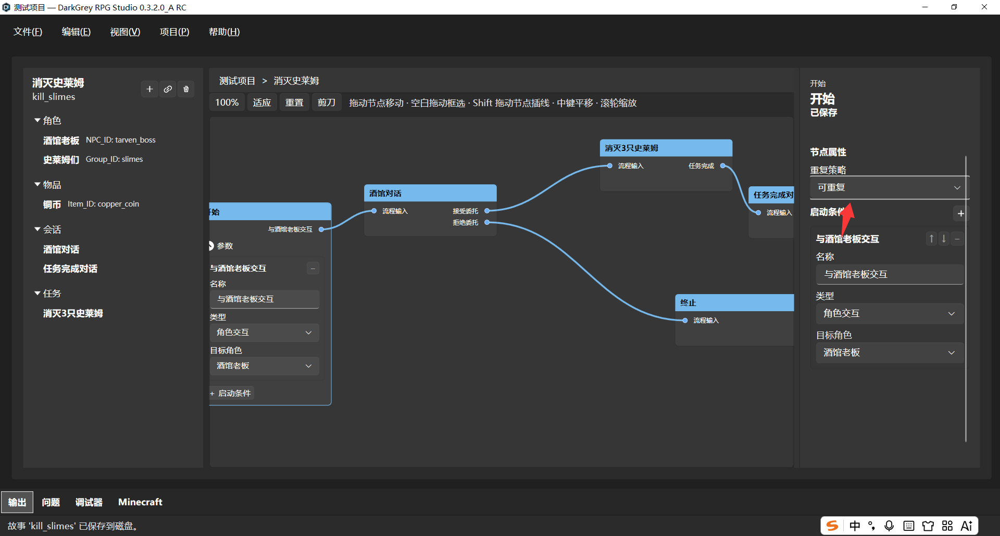 测试项目 — DarkGrey RPG Studio 0.3.2.0_A RC
文件(F) 编辑(E) 视图(V) 项目(P) 帮助(H)
消灭史莱姆
kill_slimes
角色
酒馆老板 NPC_ID: tarven_boss
史莱姆们 Group_ID: slimes
物品
铜币 Item_ID: copper_coin
会话
酒馆对话
任务完成对话
任务
消灭3只史莱姆
测试项目 > 消灭史莱姆
100% 适应 重置 剪刀 拖动节点移动 · 空白拖动框选 · Shift 拖动节点插线 · 中键平移 · 滚轮缩放
始
与酒馆老板交互
参数
与酒馆老板交互
名称
与酒馆老板交互
类型
角色交互
目标角色
酒馆老板
+ 启动条件
酒馆对话
流程输入 接受委托
拒绝委托
消灭3只史莱姆
流程输入 任务完成
任务完成对
流程输入
终止
流程输入
开始
开始
已保存
节点属性
重复策略
可重复
启动条件
与酒馆老板交互
名称
与酒馆老板交互
类型
角色交互
目标角色
酒馆老板
输出 问题 调试器 Minecraft
故事 'kill_slimes' 已保存到磁盘。
中